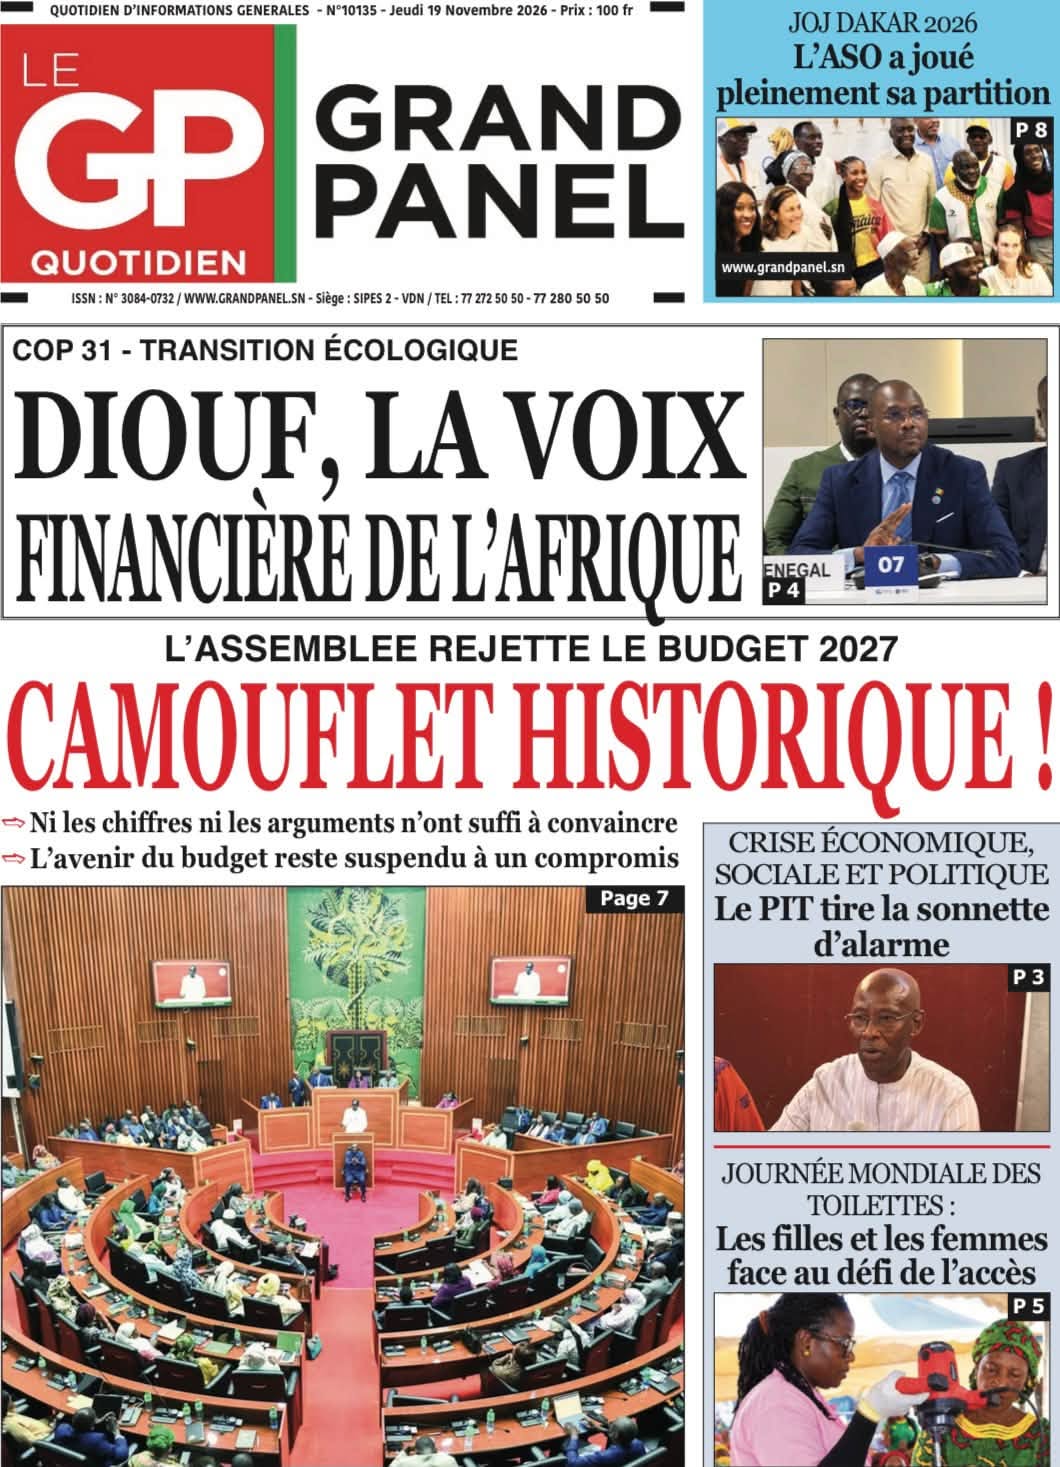 QUOTIDIEN D'INFORMATIONS GENERALES - N°10135 - Jeudi 19 Novembre 2026 - Prix : 100 fr
LE
GP
QUOTIDIEN
GRAND
PANEL
ISSN : N° 3084-0732 / WWW.GRANDPANEL.SN - Siège : SIPES 2 - VDN / TEL : 77 272 50 50 - 77 280 50 50
JOJ DAKAR 2026
L'ASO a joué
pleinement sa partition
P 8
www.grandpanel.sn
COP 31 - TRANSITION ÉCOLOGIQUE
DIOUF, LA VOIX
FINANCIÈRE DE L'AFRIQUE
ENEGAL
07
P 4
L'ASSEMBLEE REJETTE LE BUDGET 2027
CAMOUFLET HISTORIQUE !
⇨ Ni les chiffres ni les arguments n'ont suffi à convaincre
⇨ L'avenir du budget reste suspendu à un compromis
Page 7
CRISE ÉCONOMIQUE,
SOCIALE ET POLITIQUE
Le PIT tire la sonnette
d'alarme
P 3
JOURNÉE MONDIALE DES
TOILETTES :
Les filles et les femmes
face au défi de l'accès
P 5